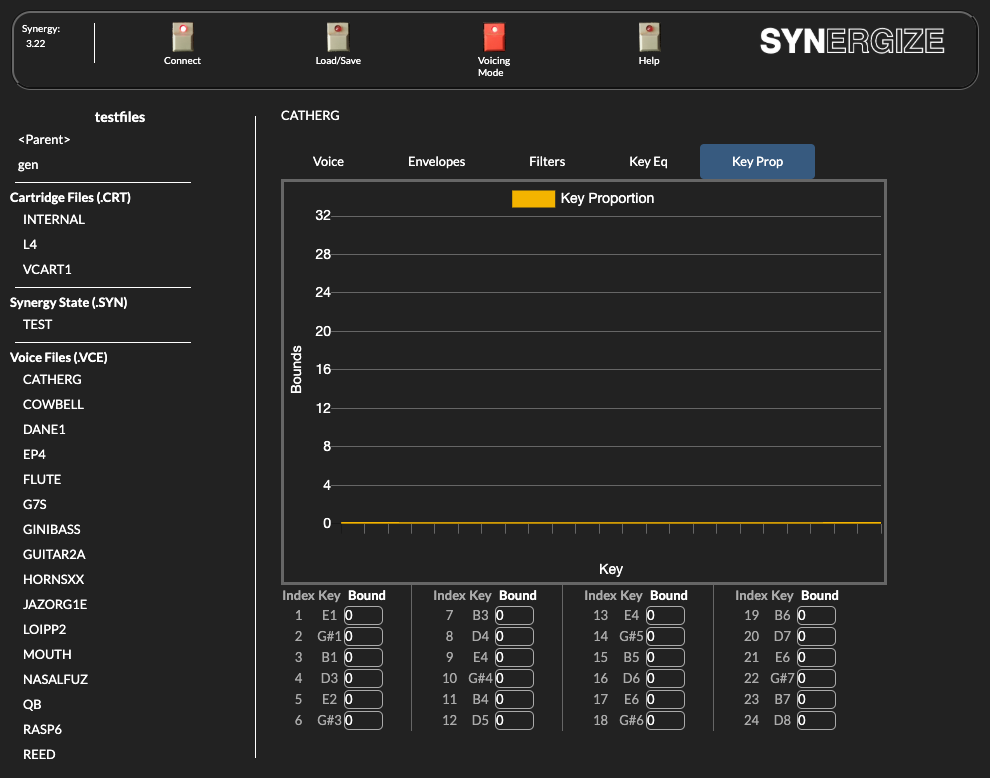 Synergy:
3.22
Connect
Load/Save
Voicing
Mode
Help
SYNERGIZE
testfiles
<Parent>
gen
Cartridge Files (.CRT)
INTERNAL
L4
VCART1
Synergy State (.SYN)
TEST
Voice Files (.VCE)
CATHERG
COWBELL
DANE1
EP4
FLUTE
G7S
GINIBASS
GUITAR2A
HORNSXX
JAZORG1E
LOIPP2
MOUTH
NASALFUZ
QB
RASP6
REED
CATHERG
Voice Envelopes Filters Key Eq Key Prop
Key Proportion
32
28
24
20
16
12
8
4
0
Bounds
Key
Index Key Bound Index Key Bound Index Key Bound Index Key Bound
1 E1 0 7 B3 0 13 E4 0 19 B6 0
2 G#1 0 8 D4 0 14 G#5 0 20 D7 0
3 B1 0 9 E4 0 15 B5 0 21 E6 0
4 D3 0 10 G#4 0 16 D6 0 22 G#7 0
5 E2 0 11 B4 0 17 E6 0 23 B7 0
6 G#3 0 12 D5 0 18 G#6 0 24 D8 0